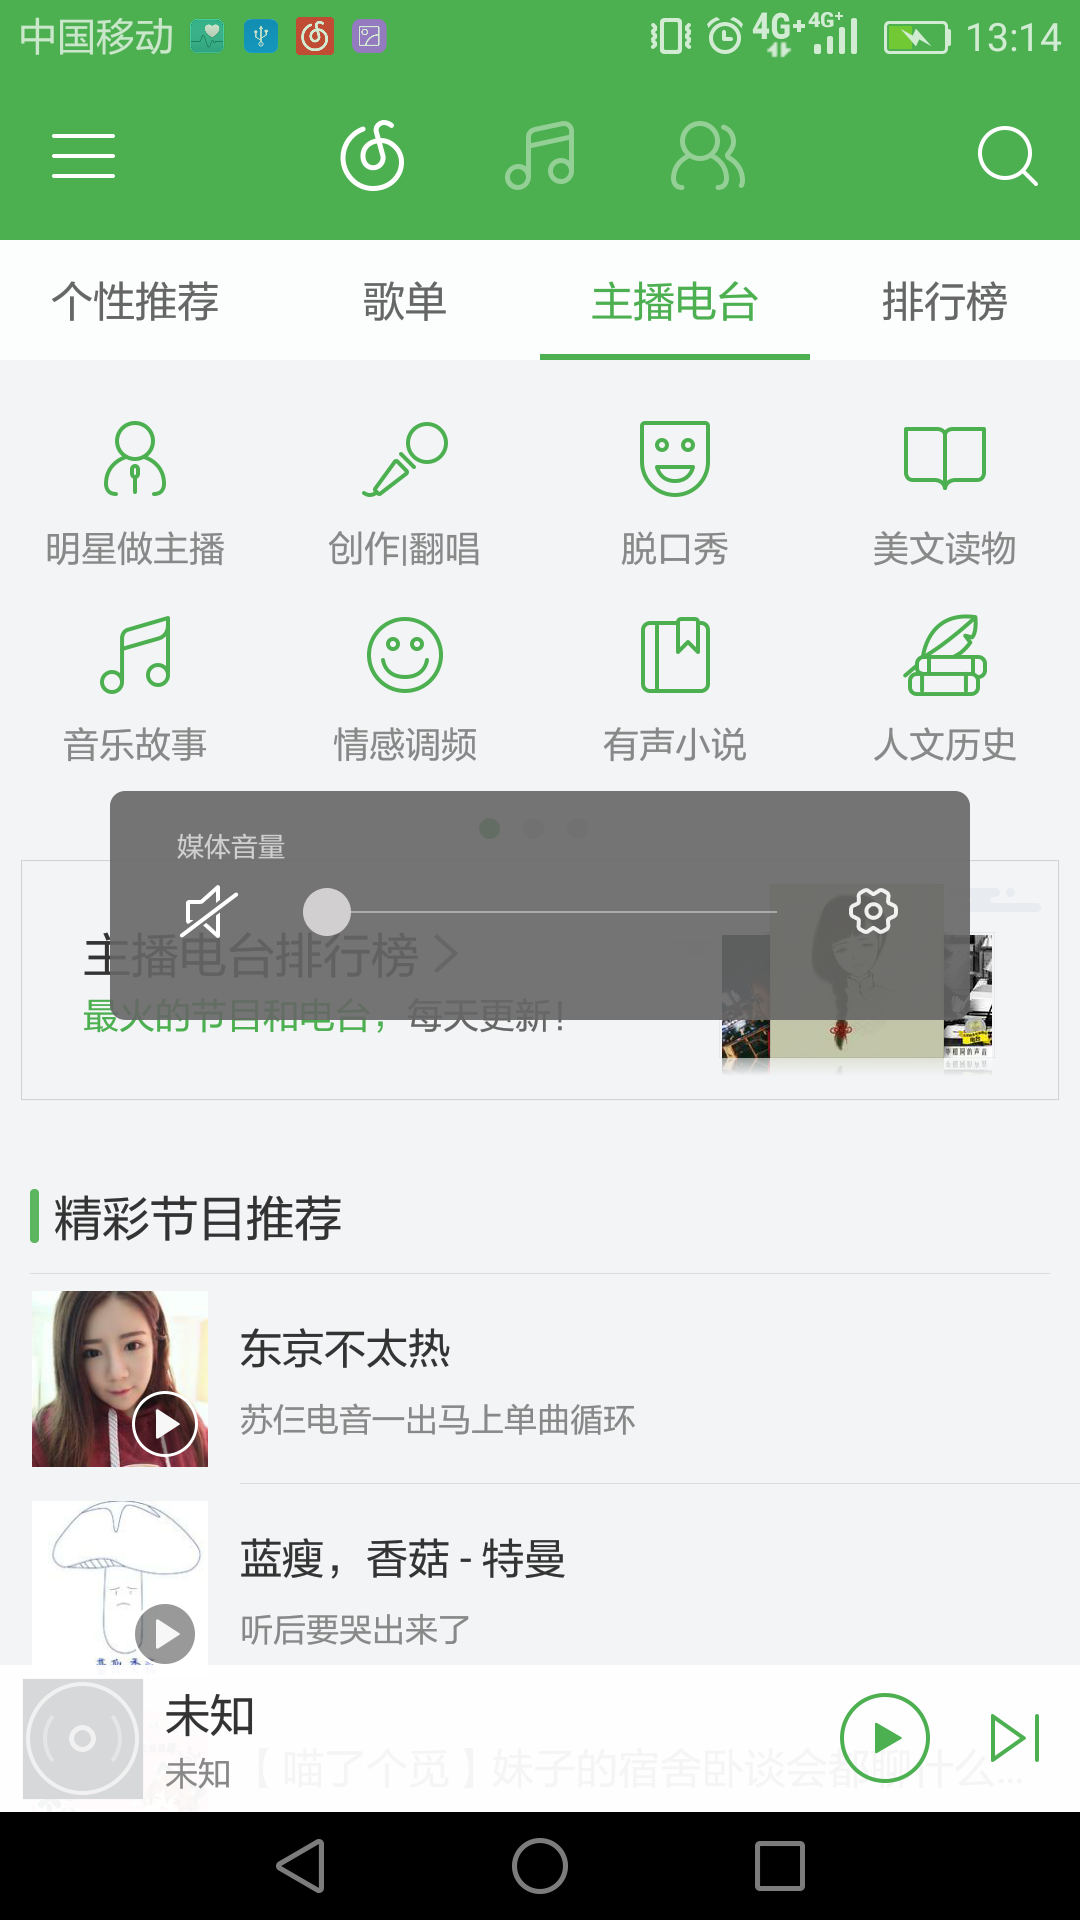 中国移动 4G+ 4G+ 13:14
个性推荐 歌单 主播电台 排行榜
明星做主播 创作|翻唱 脱口秀 美文读物
音乐故事 情感调频 有声小说 人文历史
媒体音量
主播电台排行榜
最火的节目和电台，每天更新！
精彩节目推荐
东京不太热
苏仨电音一出马上单曲循环
蓝瘦，香菇 - 特曼
听后要哭出来了
未知
未知
【 喵了个觅 】妹子的宿舍卧谈会都聊什么...